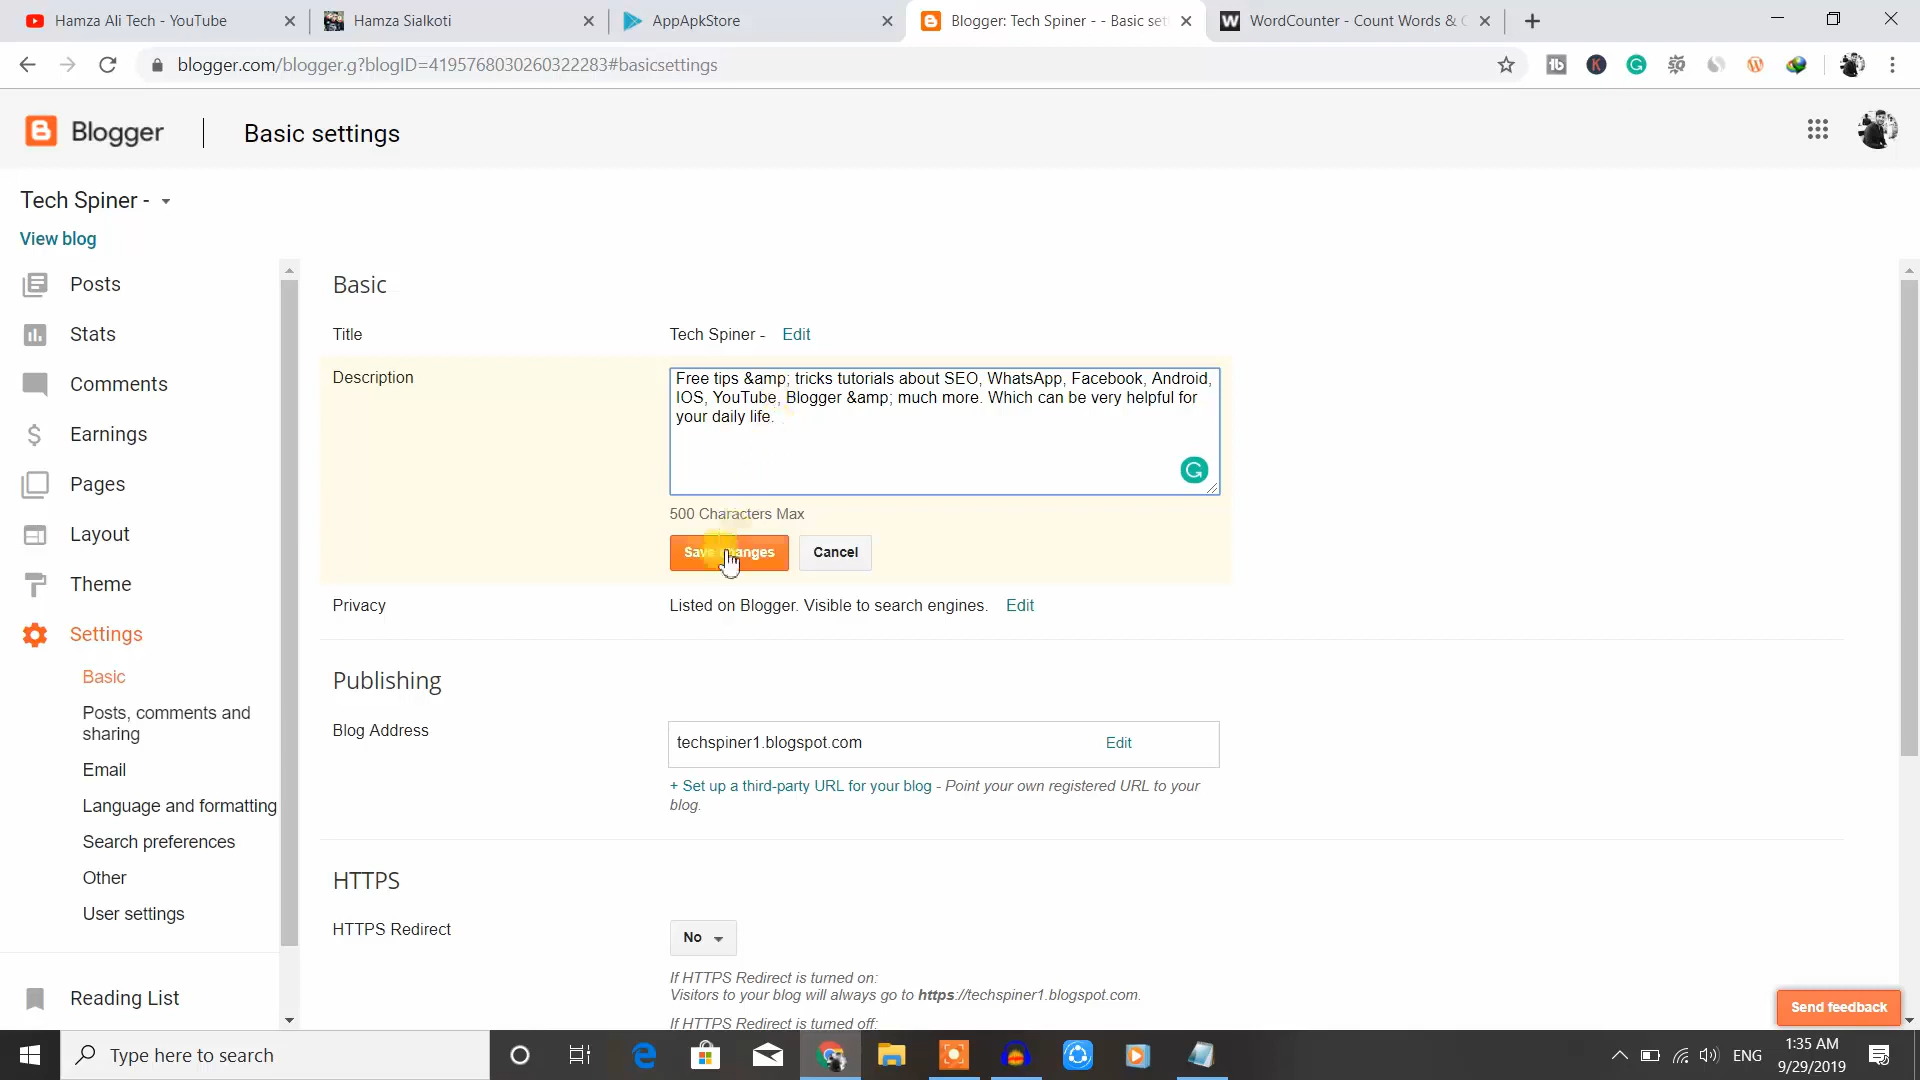 Hamza Ali Tech - YouTube
Hamza Sialkoti
AppApkStore
Blogger: Tech Spiner - - Basic set
WordCounter - Count Words & C
blogger.com/blogger.g?blogID=4195768030260322283#basicsettings
Blogger
Basic settings
Tech Spiner -
View blog
Posts
Stats
Comments
Earnings
Pages
Layout
Theme
Settings
Basic
Posts, comments and
sharing
Email
Language and formatting
Search preferences
Other
User settings
Reading List
Basic
Title
Tech Spiner - Edit
Description
Free tips &amp; tricks tutorials about SEO, WhatsApp, Facebook, Android,
IOS, YouTube, Blogger &amp; much more. Which can be very helpful for
your daily life.
500 Characters Max
Save changes
Cancel
Privacy
Listed on Blogger. Visible to search engines. Edit
Publishing
Blog Address
techspiner1.blogspot.com Edit
+ Set up a third-party URL for your blog - Point your own registered URL to your
blog.
HTTPS
HTTPS Redirect
No
If HTTPS Redirect is turned on:
Visitors to your blog will always go to https://techspiner1.blogspot.com.
If HTTPS Redirect is turned off:
Send feedback
Type here to search
ENG
1:35 AM
9/29/2019